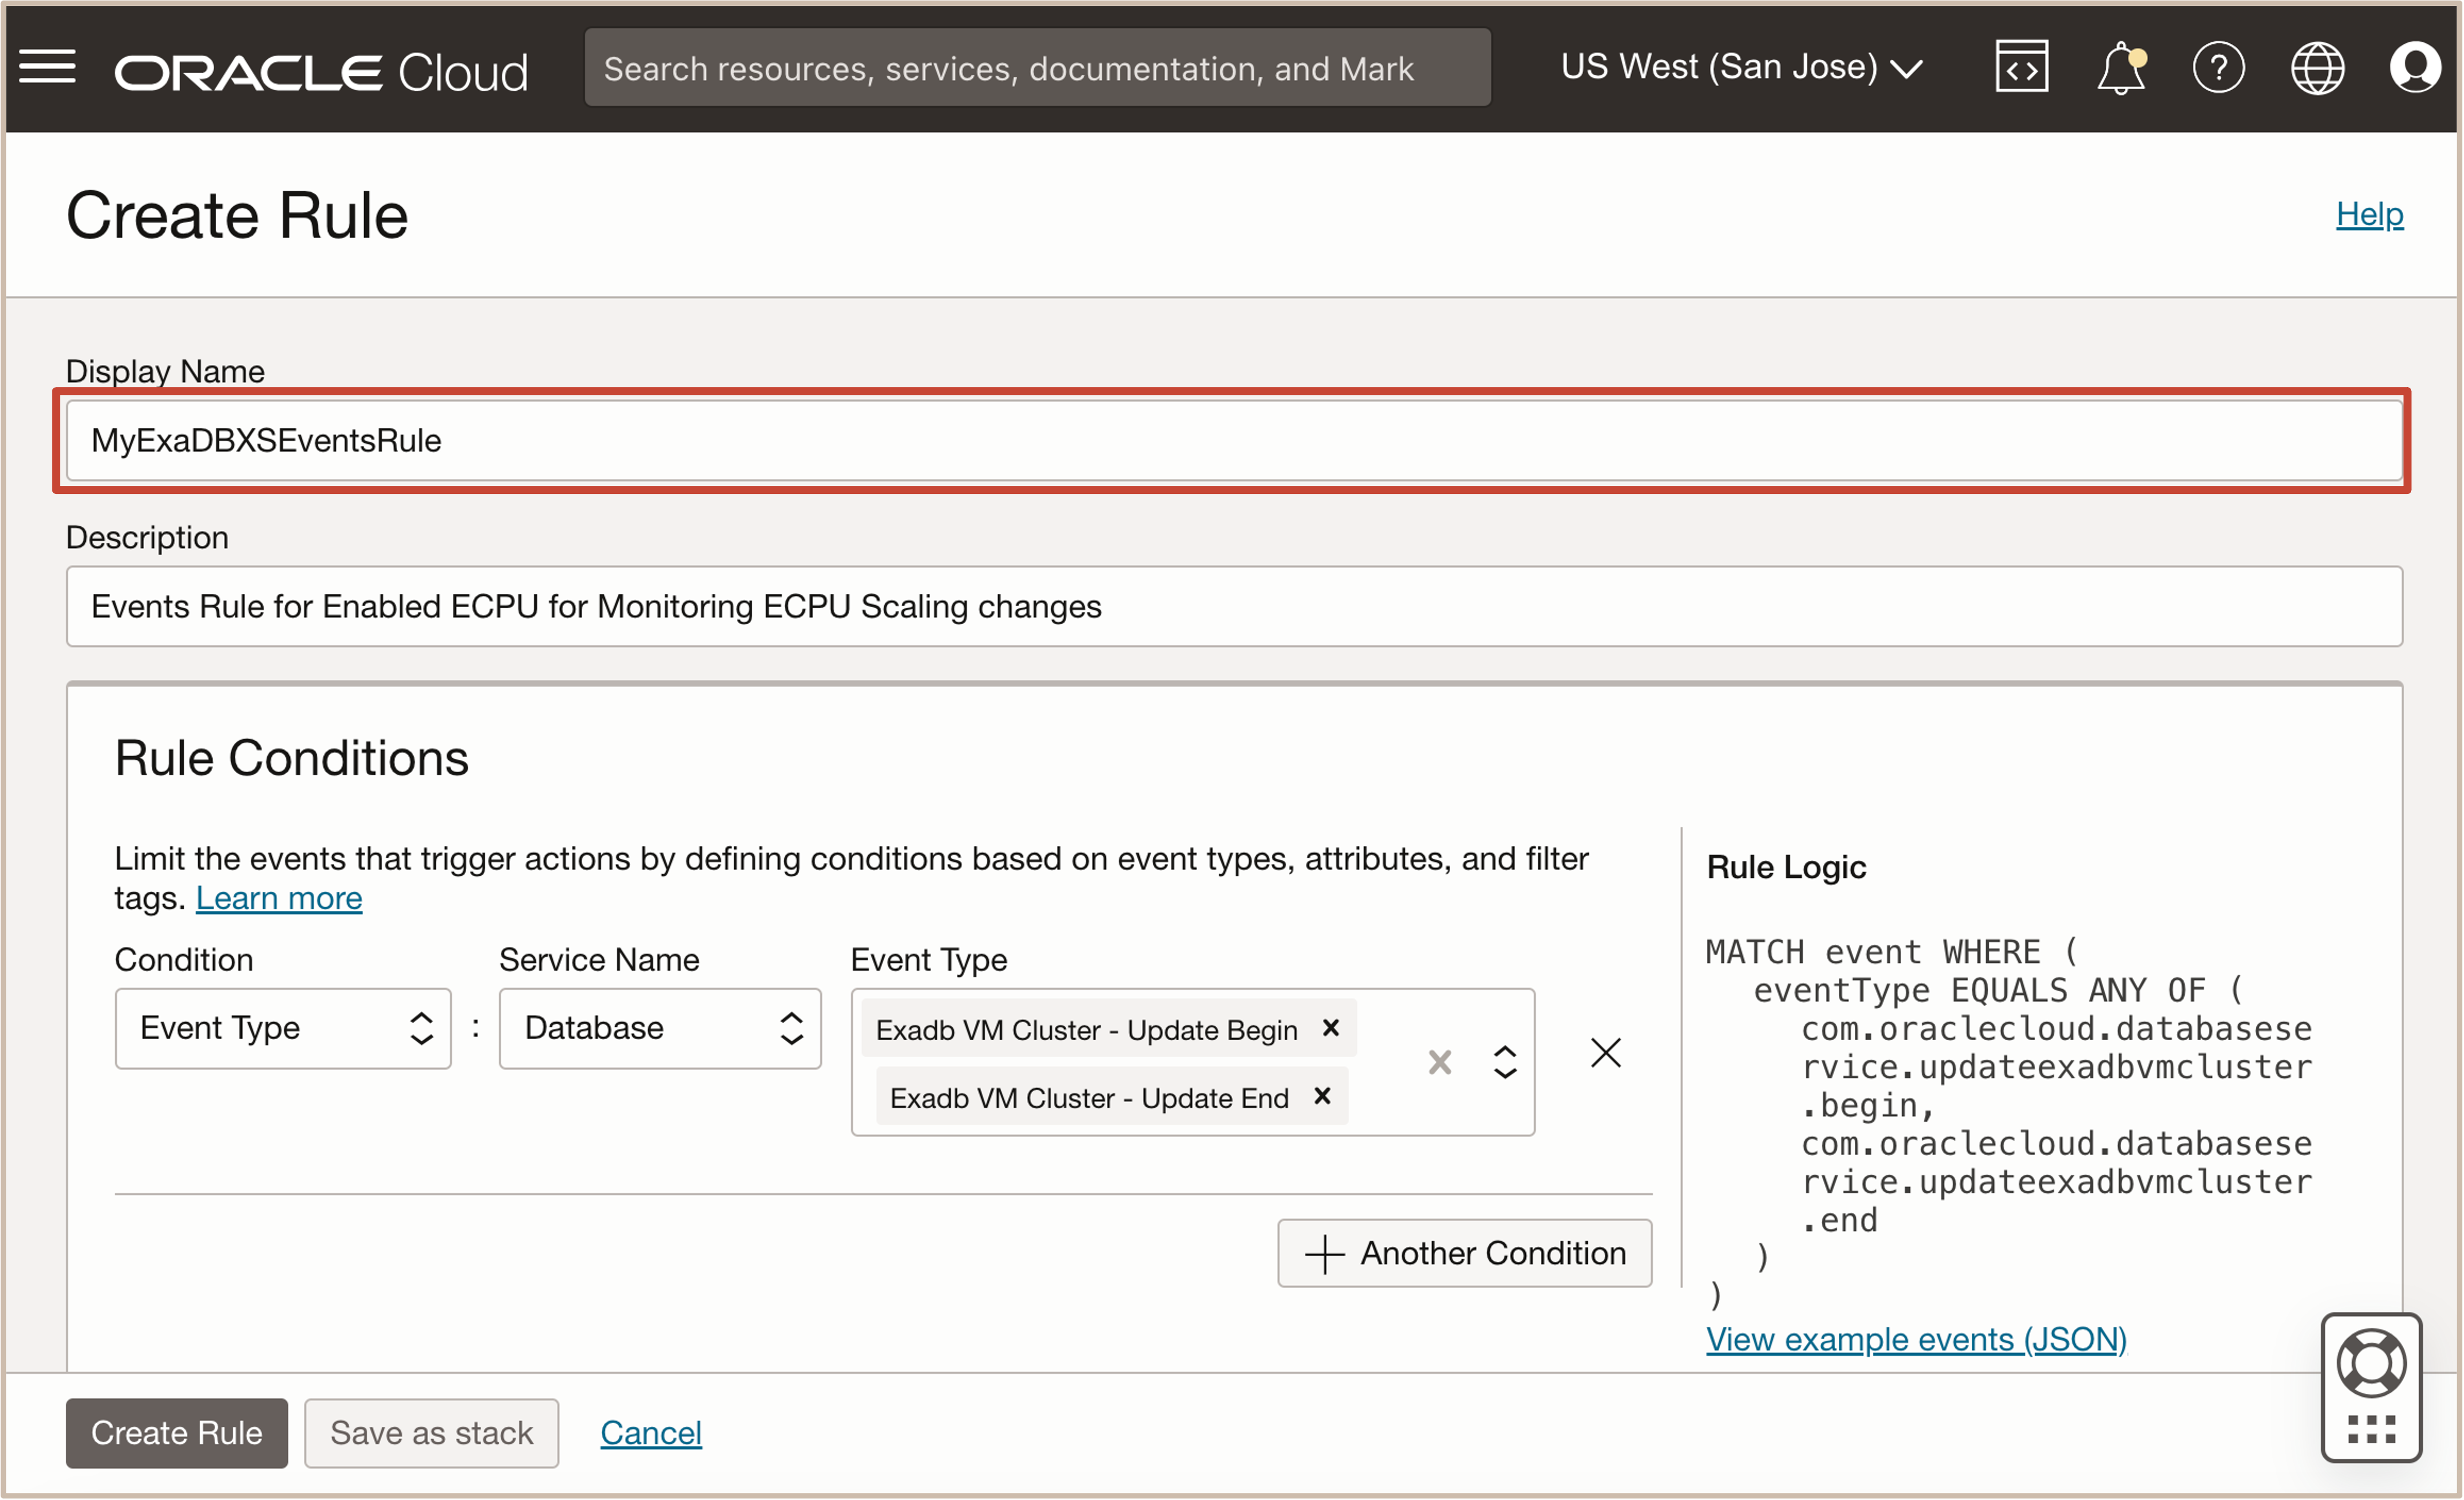 ORACLE Cloud
Search resources, services, documentation, and Mark
US West (San Jose)
Create Rule
Help
Display Name
MyExaDBXSEventsRule
Description
Events Rule for Enabled ECPU for Monitoring ECPU Scaling changes
Rule Conditions
Limit the events that trigger actions by defining conditions based on event types, attributes, and filter
tags. Learn more
Condition
Service Name
Event Type
Event Type
:
Database
Exadb VM Cluster - Update Begin
Exadb VM Cluster - Update End
Another Condition
Rule Logic
MATCH event WHERE (
eventType EQUALS ANY OF (
com.oraclecloud.databasese
rvice.updateexadbvmcluster
.begin,
com.oraclecloud.databasese
rvice.updateexadbvmcluster
.end
)
)
View example events (JSON)
Create Rule
Save as stack
Cancel